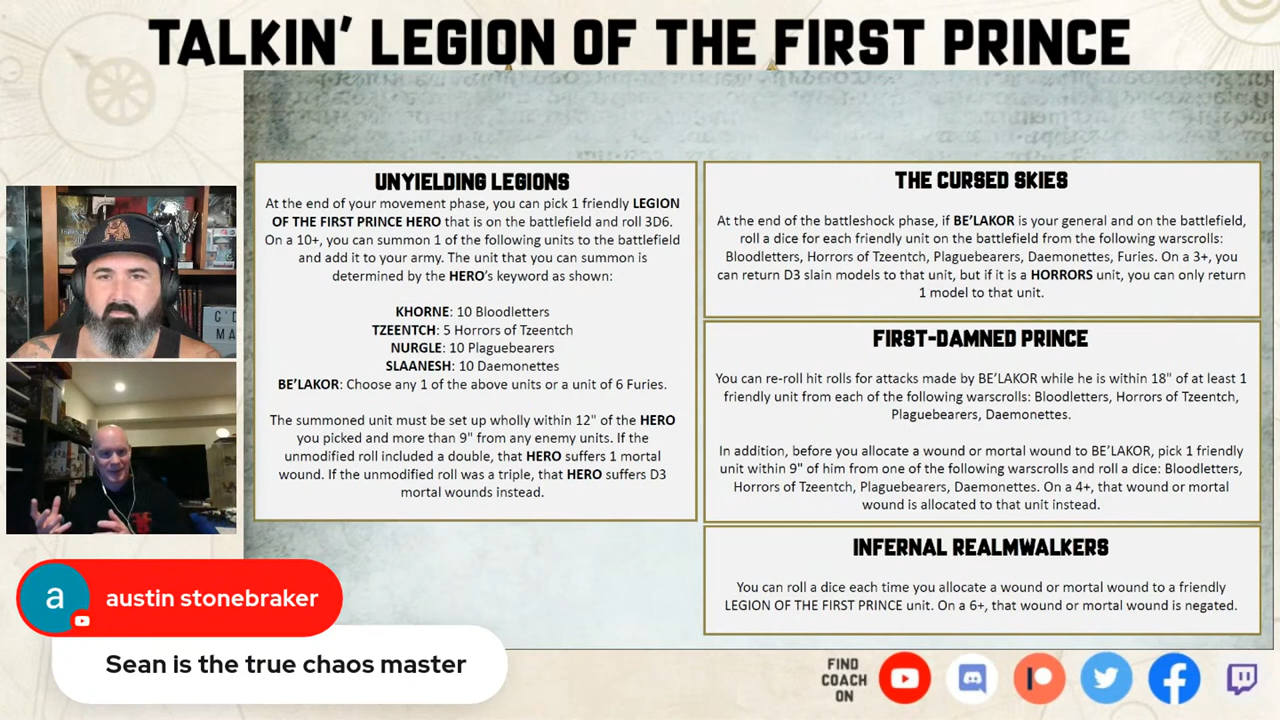 TALKIN' LEGION OF THE FIRST PRINCE
UNYIELDING LEGIONS
At the end of your movement phase, you can pick 1 friendly LEGION
OF THE FIRST PRINCE HERO that is on the battlefield and roll 3D6.
On a 10+, you can summon 1 of the following units to the battlefield
and add it to your army. The unit that you can summon is
determined by the HERO's keyword as shown:
KHORNE: 10 Bloodletters
TZEENTCH: 5 Horrors of Tzeentch
NURGLE: 10 Plaguebearers
SLAANESH: 10 Daemonettes
BE'LAKOR: Choose any 1 of the above units or a unit of 6 Furies.
The summoned unit must be set up wholly within 12" of the HERO
you picked and more than 9" from any enemy units. If the
unmodified roll included a double, that HERO suffers 1 mortal
wound. If the unmodified roll was a triple, that HERO suffers D3
mortal wounds instead.
THE CURSED SKIES
At the end of the battleshock phase, if BE'LAKOR is your general and on the battlefield,
roll a dice for each friendly unit on the battlefield from the following warscrolls:
Bloodletters, Horrors of Tzeentch, Plaguebearers, Daemonettes, Furies. On a 3+, you
can return D3 slain models to that unit, but if it is a HORRORS unit, you can only return
1 model to that unit.
FIRST-DAMNED PRINCE
You can re-roll hit rolls for attacks made by BE'LAKOR while he is within 18" of at least 1
friendly unit from each of the following warscrolls: Bloodletters, Horrors of Tzeentch,
Plaguebearers, Daemonettes.
In addition, before you allocate a wound or mortal wound to BE'LAKOR, pick 1 friendly
unit within 9" of him from one of the following warscrolls and roll a dice: Bloodletters,
Horrors of Tzeentch, Plaguebearers, Daemonettes. On a 4+, that wound or mortal
wound is allocated to that unit instead.
INFERNAL REALMWALKERS
You can roll a dice each time you allocate a wound or mortal wound to a friendly
LEGION OF THE FIRST PRINCE unit. On a 6+, that wound or mortal wound is negated.
a
austin stonebraker
Sean is the true chaos master
FIND
COACH
ON